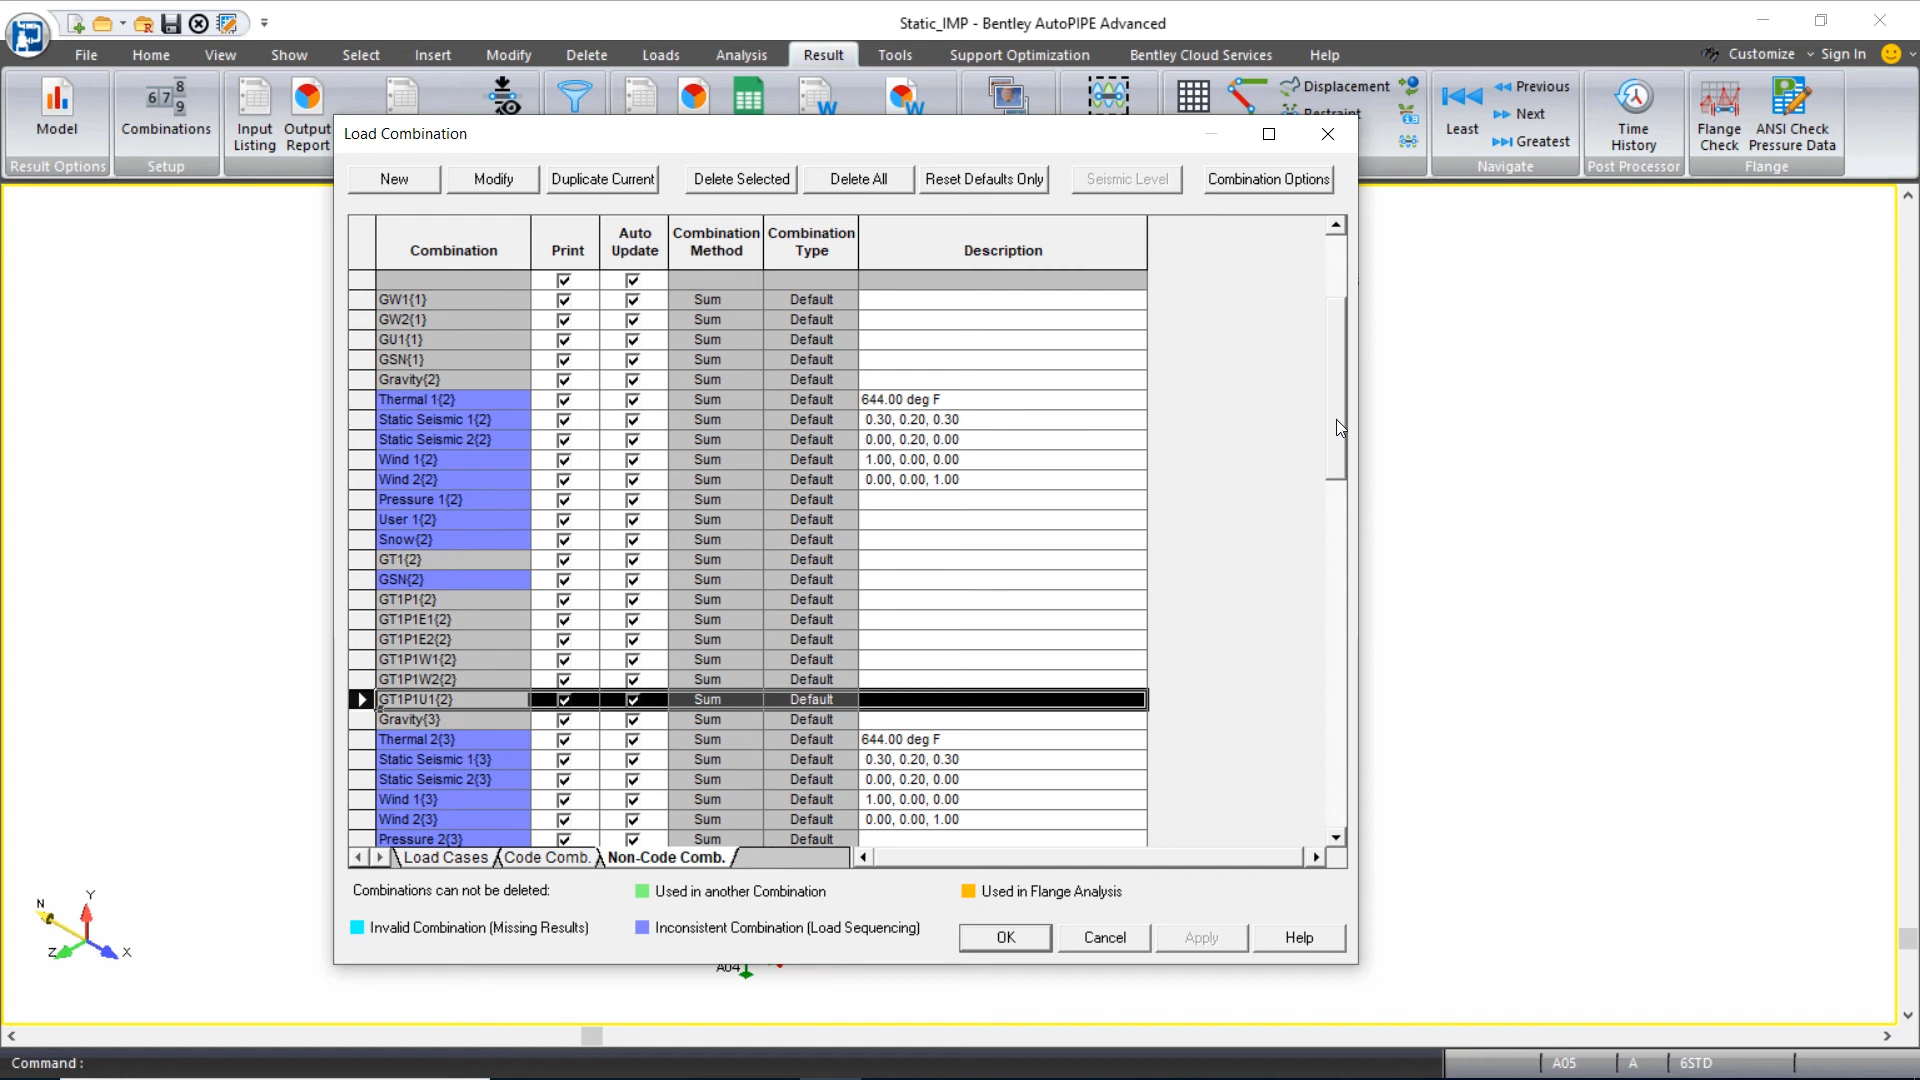 Static_IMP - Bentley AutoPIPE Advanced
File Home View Show Select Insert Modify Delete Loads Analysis Result Tools Support Optimization Bentley Cloud Services Help Customize Sign In
Model
Result Options
6 7 8 9
Combinations
Setup
Input Listing
Output Report
W
W
Displacement
Least
Previous
Next
Greatest
Navigate
Time History
Post Processor
Flange Check
ANSI Check Pressure Data
Flange
Load Combination
New Modify Duplicate Current Delete Selected Delete All Reset Defaults Only Seismic Level Combination Options
Combination Print Auto Update Combination Method Combination Type Description
GW1{1} Sum Default
GW2{1} Sum Default
GU1{1} Sum Default
GSN{1} Sum Default
Gravity{2} Sum Default
Thermal 1{2} Sum Default 644.00 deg F
Static Seismic 1{2} Sum Default 0.30, 0.20, 0.30
Static Seismic 2{2} Sum Default 0.00, 0.20, 0.00
Wind 1{2} Sum Default 1.00, 0.00, 0.00
Wind 2{2} Sum Default 0.00, 0.00, 1.00
Pressure 1{2} Sum Default
User 1{2} Sum Default
Snow{2} Sum Default
GT1{2} Sum Default
GSN{2} Sum Default
GT1P1{2} Sum Default
GT1P1E1{2} Sum Default
GT1P1E2{2} Sum Default
GT1P1W1{2} Sum Default
GT1P1W2{2} Sum Default
GT1P1U1{2} Sum Default
Gravity{3} Sum Default
Thermal 2{3} Sum Default 644.00 deg F
Static Seismic 1{3} Sum Default 0.30, 0.20, 0.30
Static Seismic 2{3} Sum Default 0.00, 0.20, 0.00
Wind 1{3} Sum Default 1.00, 0.00, 0.00
Wind 2{3} Sum Default 0.00, 0.00, 1.00
Pressure 2{3} Sum Default
Load Cases Code Comb. Non-Code Comb.
Combinations can not be deleted: Used in another Combination Used in Flange Analysis
Invalid Combination (Missing Results) Inconsistent Combination (Load Sequencing)
OK Cancel Apply Help
N Y Z X
A04
Command:
A05 A 6STD